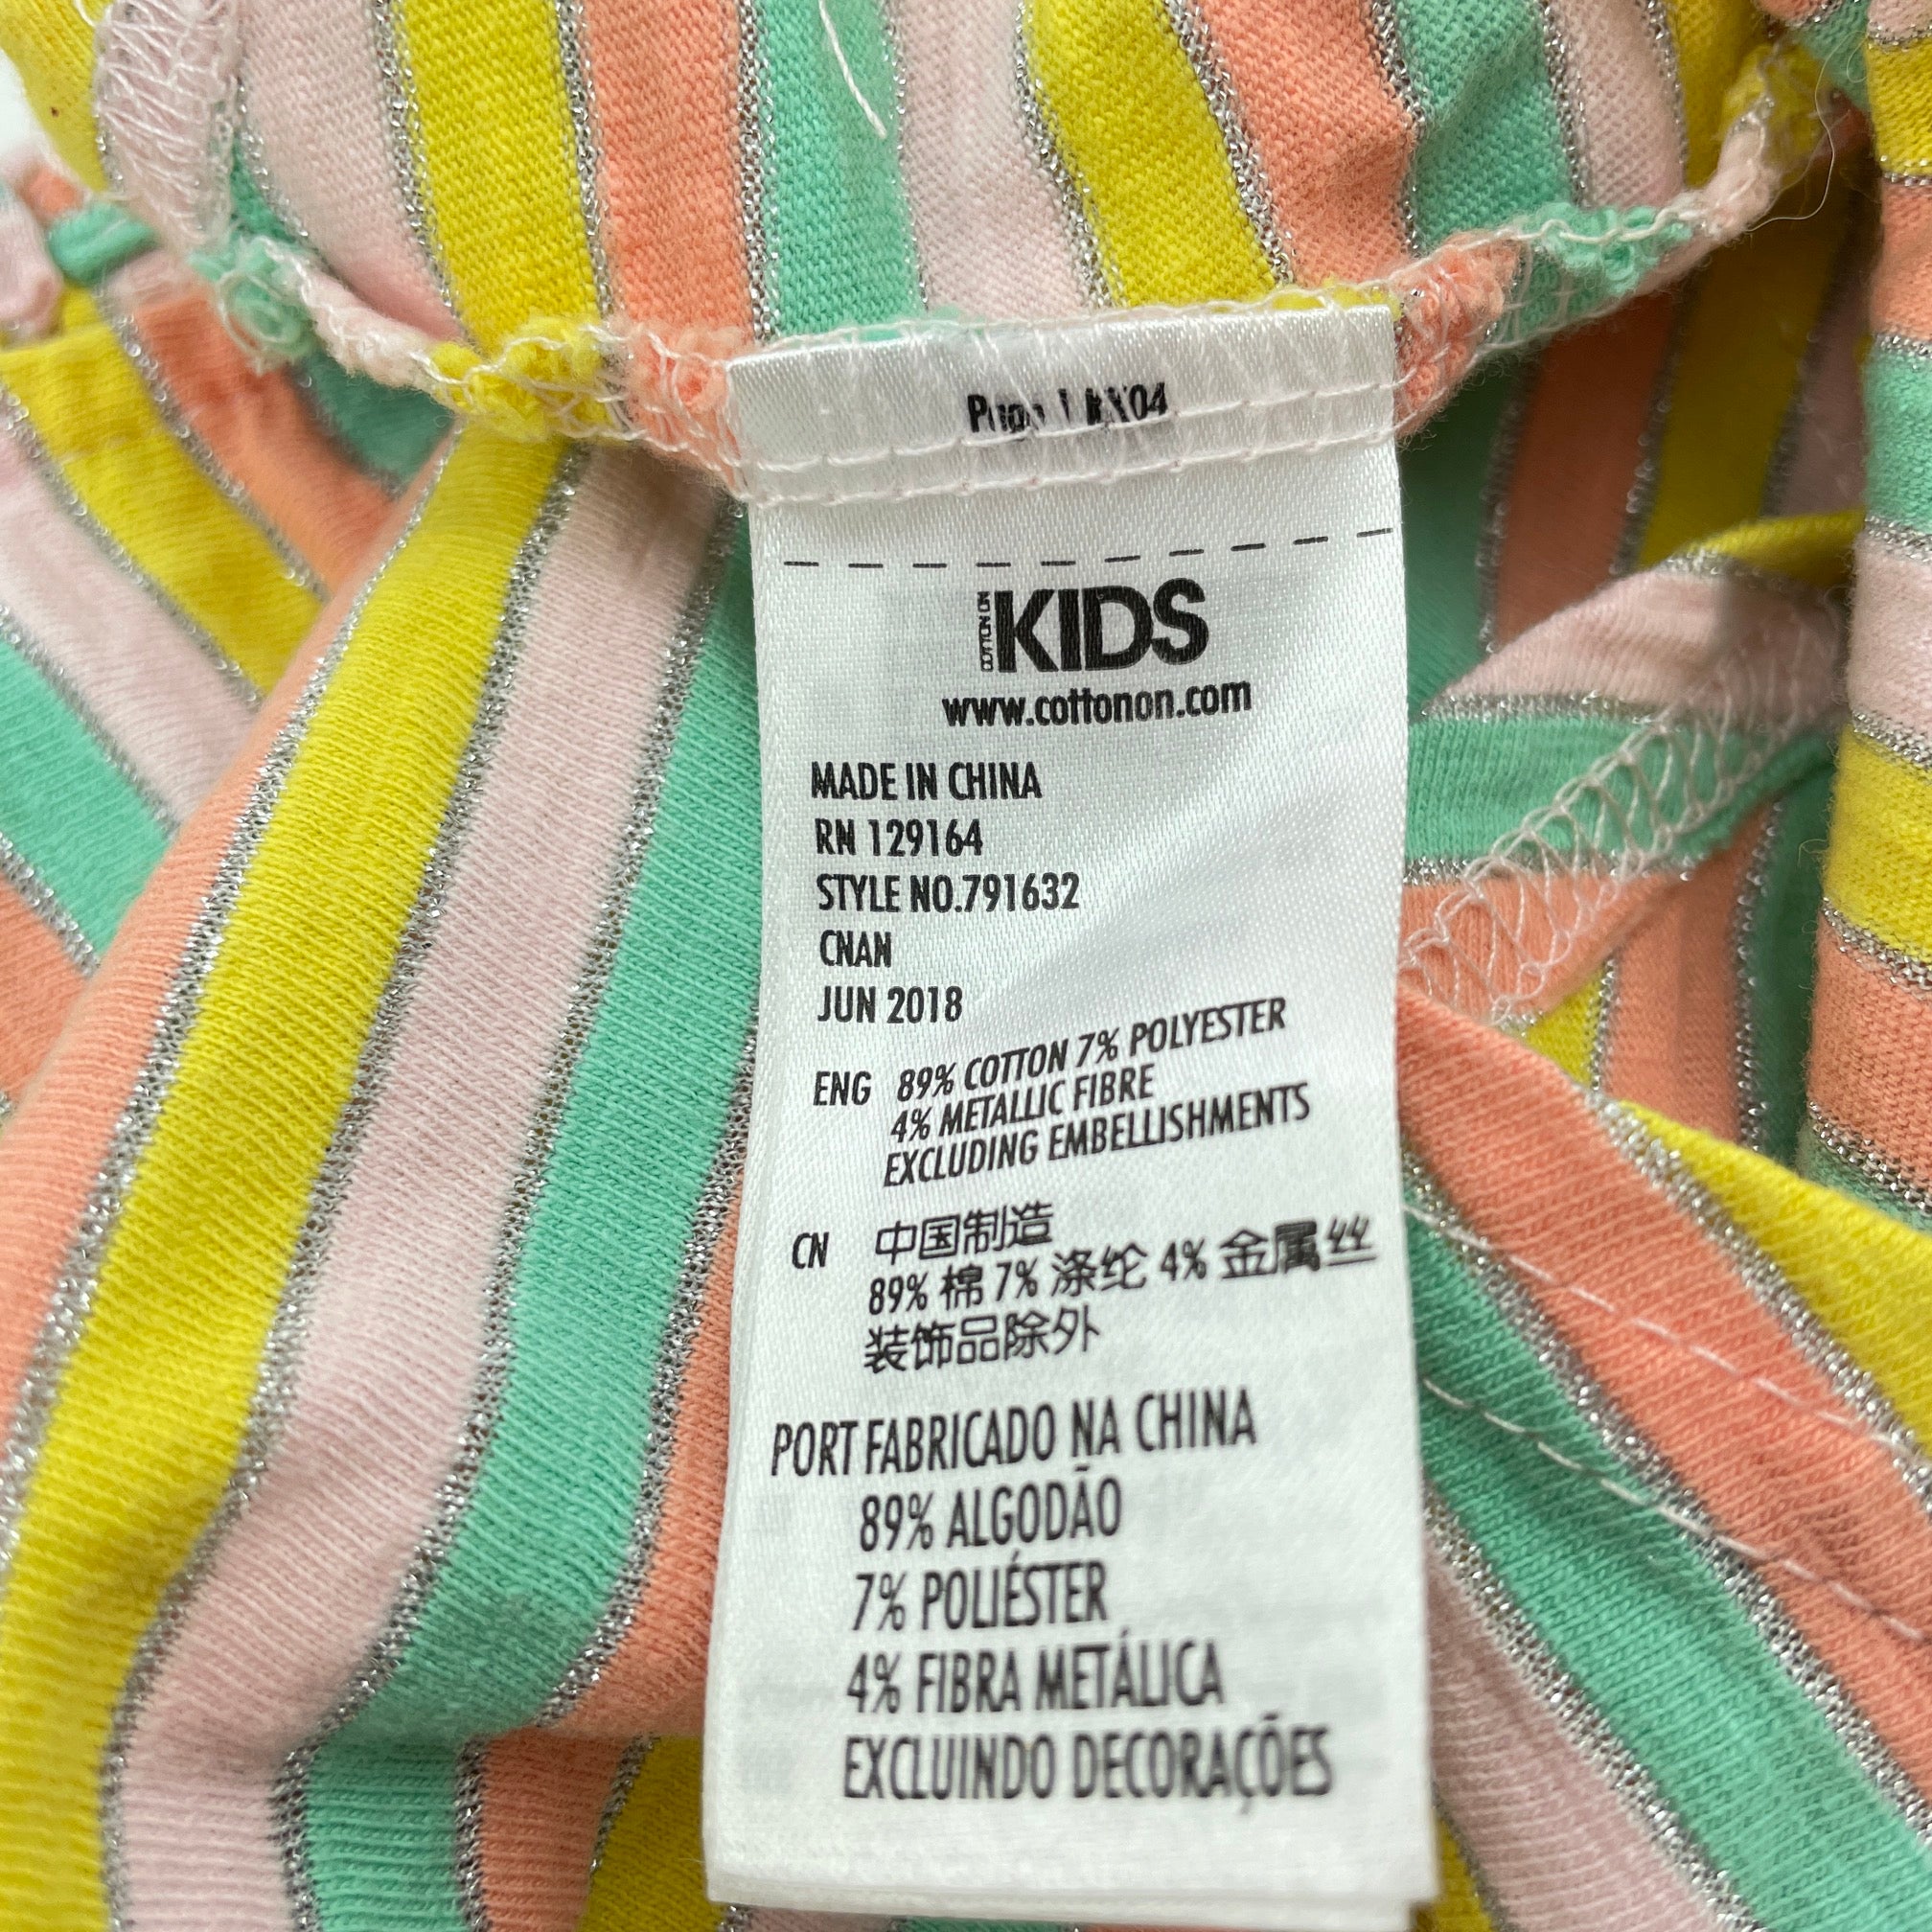 Page 1
COTTON ON KIDS
www.cottonon.com
MADE IN CHINA
RN 129164
STYLE NO.791632
CNAN
JUN 2018
ENG 89% COTTON 7% POLYESTER
4% METALLIC FIBRE
EXCLUDING EMBELLISHMENTS
CN 中国制造
89% 棉 7% 涤纶 4% 金属丝
装饰品除外
PORT FABRICADO NA CHINA
89% ALGODÃO
7% POLIÉSTER
4% FIBRA METÁLICA
EXCLUINDO DECORAÇÕES